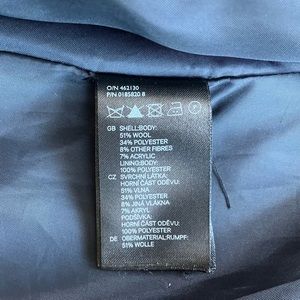 O/N 462130
P/N 0185820 8
GB SHELL:BODY:
51% WOOL
34% POLYESTER
8% OTHER FIBRES
7% ACRYLIC
LINING:BODY:
100% POLYESTER
CZ SVRCHNÍ LÁTKA:
HORNÍ ČÁST ODĚVU:
51% VLNA
34% POLYESTER
8% JINÁ VLÁKNA
7% AKRYL
PODŠÍVKA:
HORNÍ ČÁST ODĚVU:
100% POLYESTER
DE OBERMATERIAL:RUMPF:
51% WOLLE